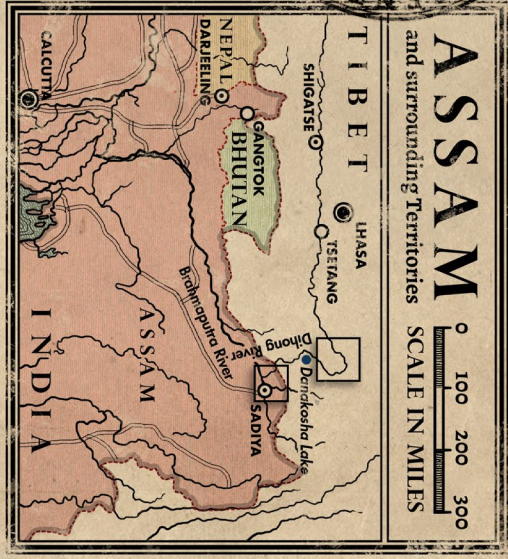 ASSAM
and surrounding Territories
SCALE IN MILES
0 100 200 300
TIBET
LHASA
SHIGATSE
TSETANG
Danakosha Lake
Dihong River
NEPAL
DARJEELING
GANGTOK
BHUTAN
SADIYA
Brahmaputra River
ASSAM
CALCUTTA
INDIA